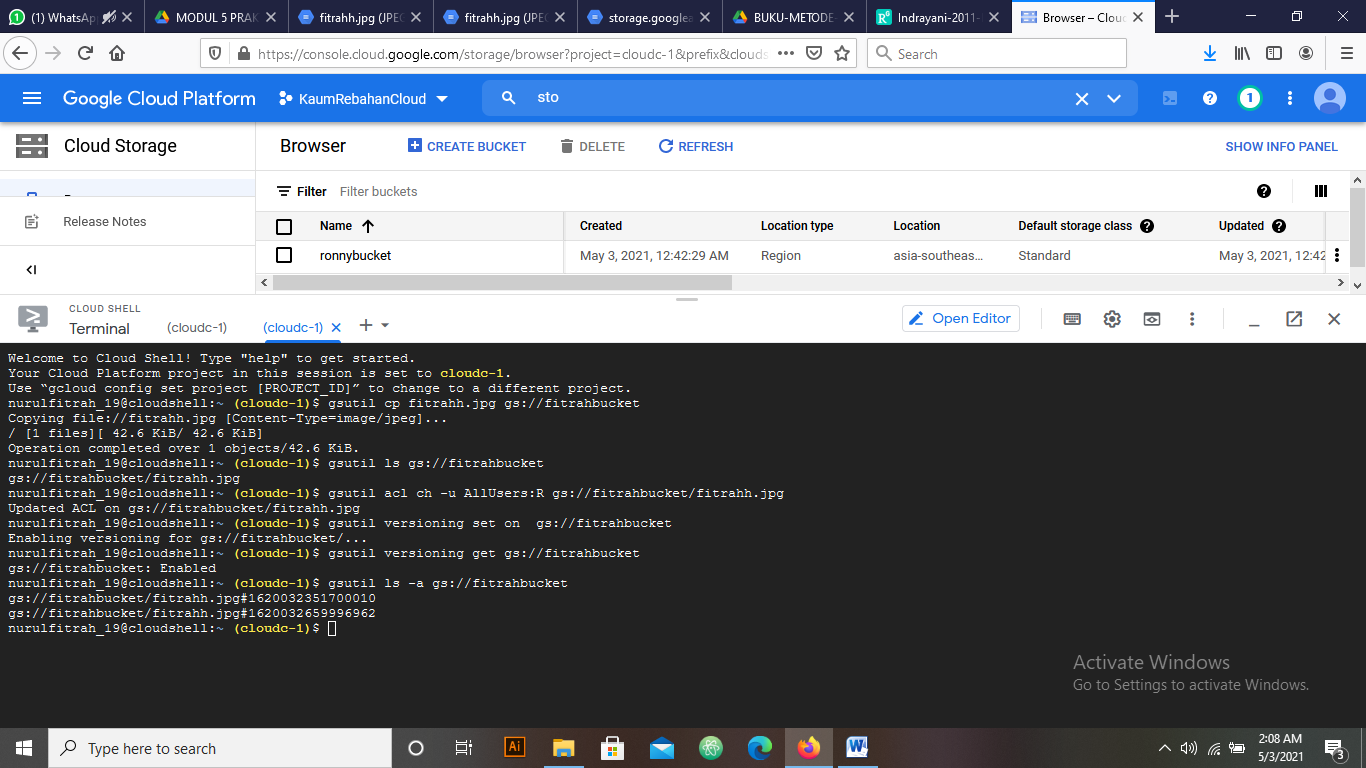 (1) WhatsAp
MODUL 5 PRAK
fitrahh.jpg (JPEG
fitrahh.jpg (JPEG
storage.googlea
BUKU-METODE-
Indrayani-2011-
Browser – Cloud
https://console.cloud.google.com/storage/browser?project=cloudc-1&prefix&clouds
Search
Google Cloud Platform
KaumRebahanCloud
sto
1
Cloud Storage
Browser
CREATE BUCKET
DELETE
REFRESH
SHOW INFO PANEL
Release Notes
Filter Filter buckets
Name Created Location type Location Default storage class Updated
ronnybucket May 3, 2021, 12:42:29 AM Region asia-southeas... Standard May 3, 2021, 12:42
CLOUD SHELL
Terminal
(cloudc-1)
(cloudc-1)
Open Editor
Welcome to Cloud Shell! Type "help" to get started.
Your Cloud Platform project in this session is set to cloudc-1.
Use “gcloud config set project [PROJECT_ID]” to change to a different project.
nurulfitrah_19@cloudshell:~ (cloudc-1)$ gsutil cp fitrahh.jpg gs://fitrahbucket
Copying file://fitrahh.jpg [Content-Type=image/jpeg]...
/ [1 files][ 42.6 KiB/ 42.6 KiB]
Operation completed over 1 objects/42.6 KiB.
nurulfitrah_19@cloudshell:~ (cloudc-1)$ gsutil ls gs://fitrahbucket
gs://fitrahbucket/fitrahh.jpg
nurulfitrah_19@cloudshell:~ (cloudc-1)$ gsutil acl ch -u AllUsers:R gs://fitrahbucket/fitrahh.jpg
Updated ACL on gs://fitrahbucket/fitrahh.jpg
nurulfitrah_19@cloudshell:~ (cloudc-1)$ gsutil versioning set on  gs://fitrahbucket
Enabling versioning for gs://fitrahbucket/...
nurulfitrah_19@cloudshell:~ (cloudc-1)$ gsutil versioning get gs://fitrahbucket
gs://fitrahbucket: Enabled
nurulfitrah_19@cloudshell:~ (cloudc-1)$ gsutil ls -a gs://fitrahbucket
gs://fitrahbucket/fitrahh.jpg#1620032351700010
gs://fitrahbucket/fitrahh.jpg#1620032659996962
nurulfitrah_19@cloudshell:~ (cloudc-1)$
Activate Windows
Go to Settings to activate Windows.
Type here to search
Ai
W
2:08 AM
5/3/2021
3